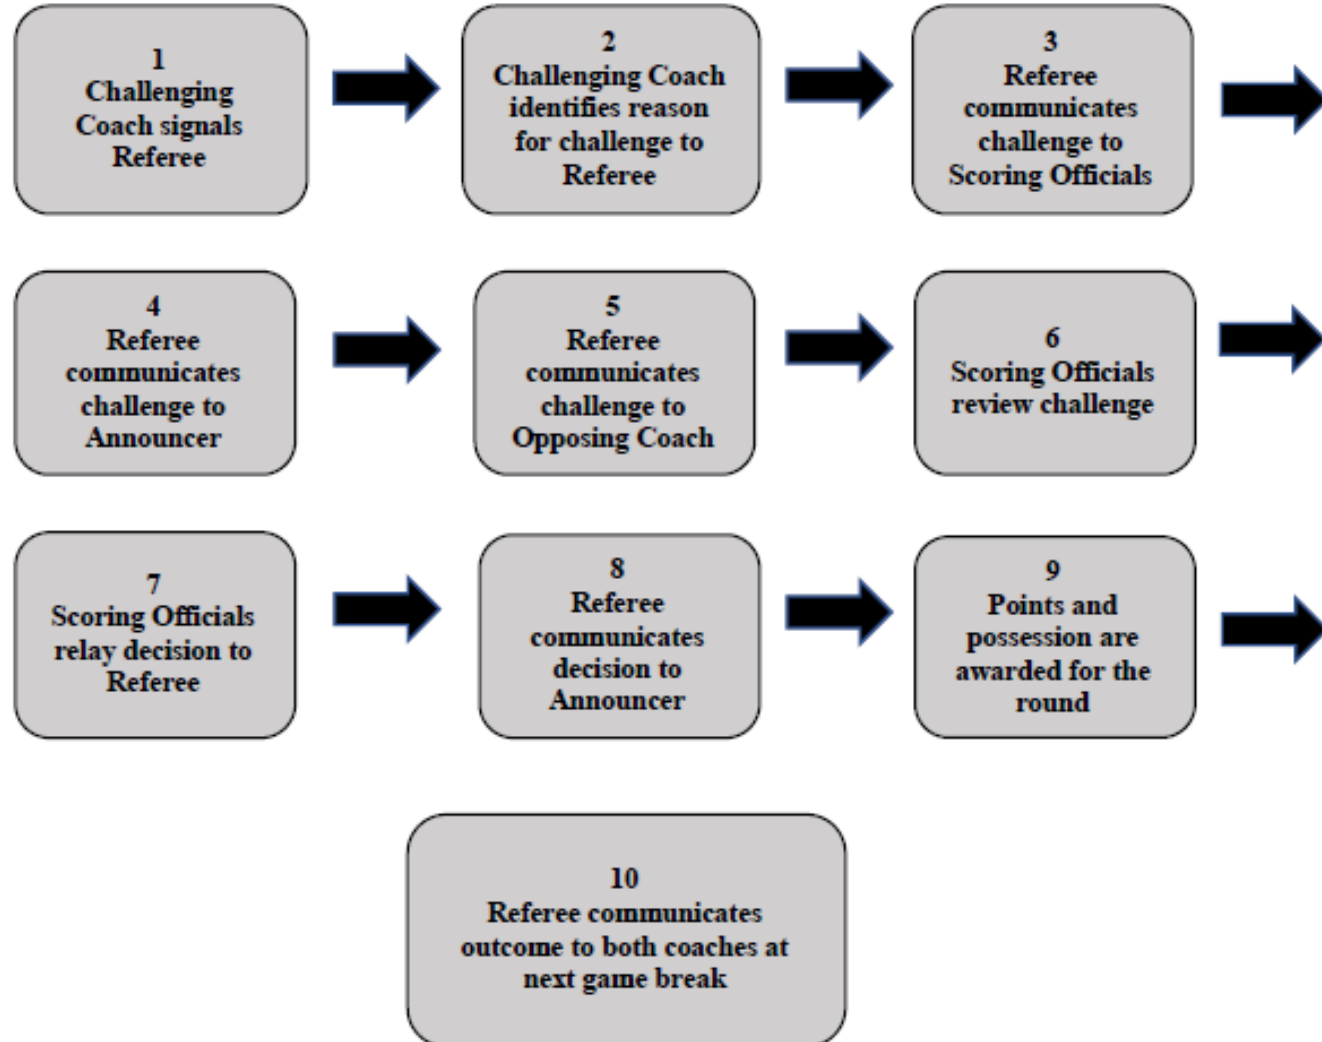 1
Challenging
Coach signals
Referee
2
Challenging Coach
identifies reason
for challenge to
Referee
3
Referee
communicates
challenge to
Scoring Officials
4
Referee
communicates
challenge to
Announcer
5
Referee
communicates
challenge to
Opposing Coach
6
Scoring Officials
review challenge
7
Scoring Officials
relay decision to
Referee
8
Referee
communicates
decision to
Announcer
9
Points and
possession are
awarded for the
round
10
Referee communicates
outcome to both coaches at
next game break